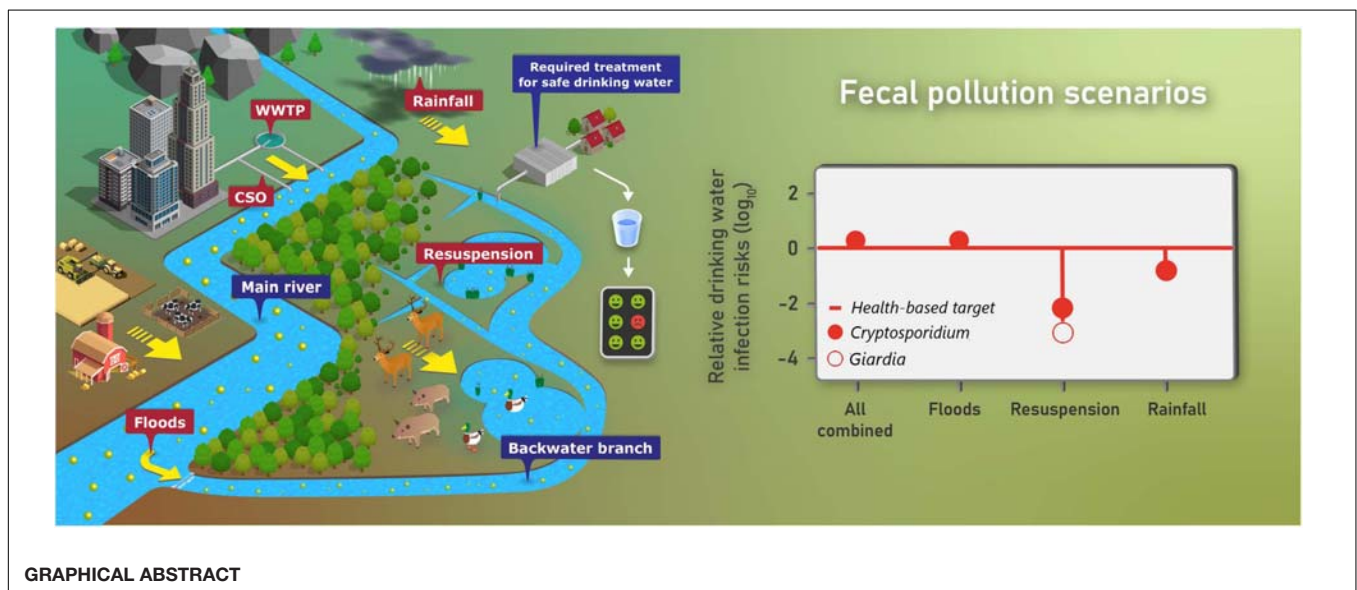 Rainfall
Required treatment
for safe drinking water
WWTP
CSO
Resuspension
Main river
Floods
Backwater branch
Fecal pollution scenarios
Relative drinking water
infection risks (log₁₀)
2
0
-2
-4
Health-based target
Cryptosporidium
Giardia
All
combined
Floods
Resuspension
Rainfall
GRAPHICAL ABSTRACT